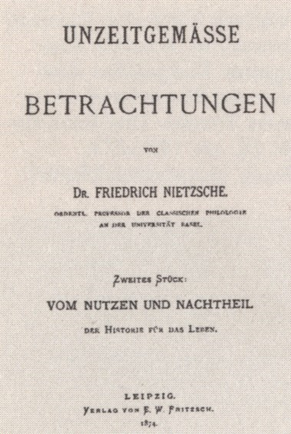 UNZEITGEMÄSSE
BETRACHTUNGEN
VON
DR. FRIEDRICH NIETZSCHE.
ORDENTL. PROFESSOR DER CLASSISCHEN PHILOLOGIE
AN DER UNIVERSITÄT BASEL.
ZWEITES STÜCK:
VOM NUTZEN UND NACHTHEIL
DER HISTORIE FÜR DAS LEBEN.
LEIPZIG.
VERLAG VON E. W. FRITZSCH.
1874.